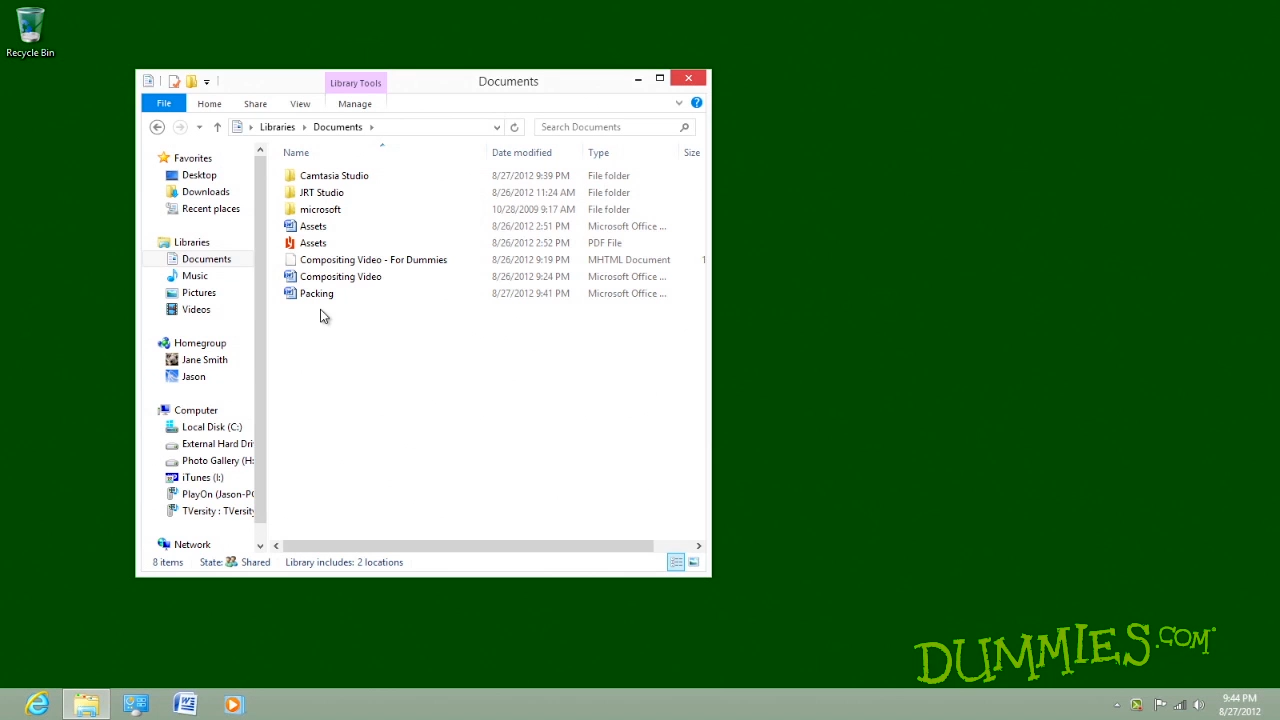 Recycle Bin
Library Tools
Documents
File Home Share View Manage
Libraries Documents
Search Documents
Name Date modified Type Size
Favorites
Desktop
Downloads
Recent places
Libraries
Documents
Music
Pictures
Videos
Homegroup
Jane Smith
Jason
Computer
Local Disk (C:)
External Hard Dri
Photo Gallery (H:
iTunes (I:)
PlayOn (Jason-PC
TVersity : TVersity
Network
Camtasia Studio 8/27/2012 9:39 PM File folder
JRT Studio 8/26/2012 11:24 AM File folder
microsoft 10/28/2009 9:17 AM File folder
Assets 8/26/2012 2:51 PM Microsoft Office ...
Assets 8/26/2012 2:52 PM PDF File
Compositing Video - For Dummies 8/26/2012 9:19 PM MHTML Document 1
Compositing Video 8/26/2012 9:24 PM Microsoft Office ...
Packing 8/27/2012 9:41 PM Microsoft Office ...
8 items State: Shared Library includes: 2 locations
DUMMIES.COM
9:44 PM
8/27/2012